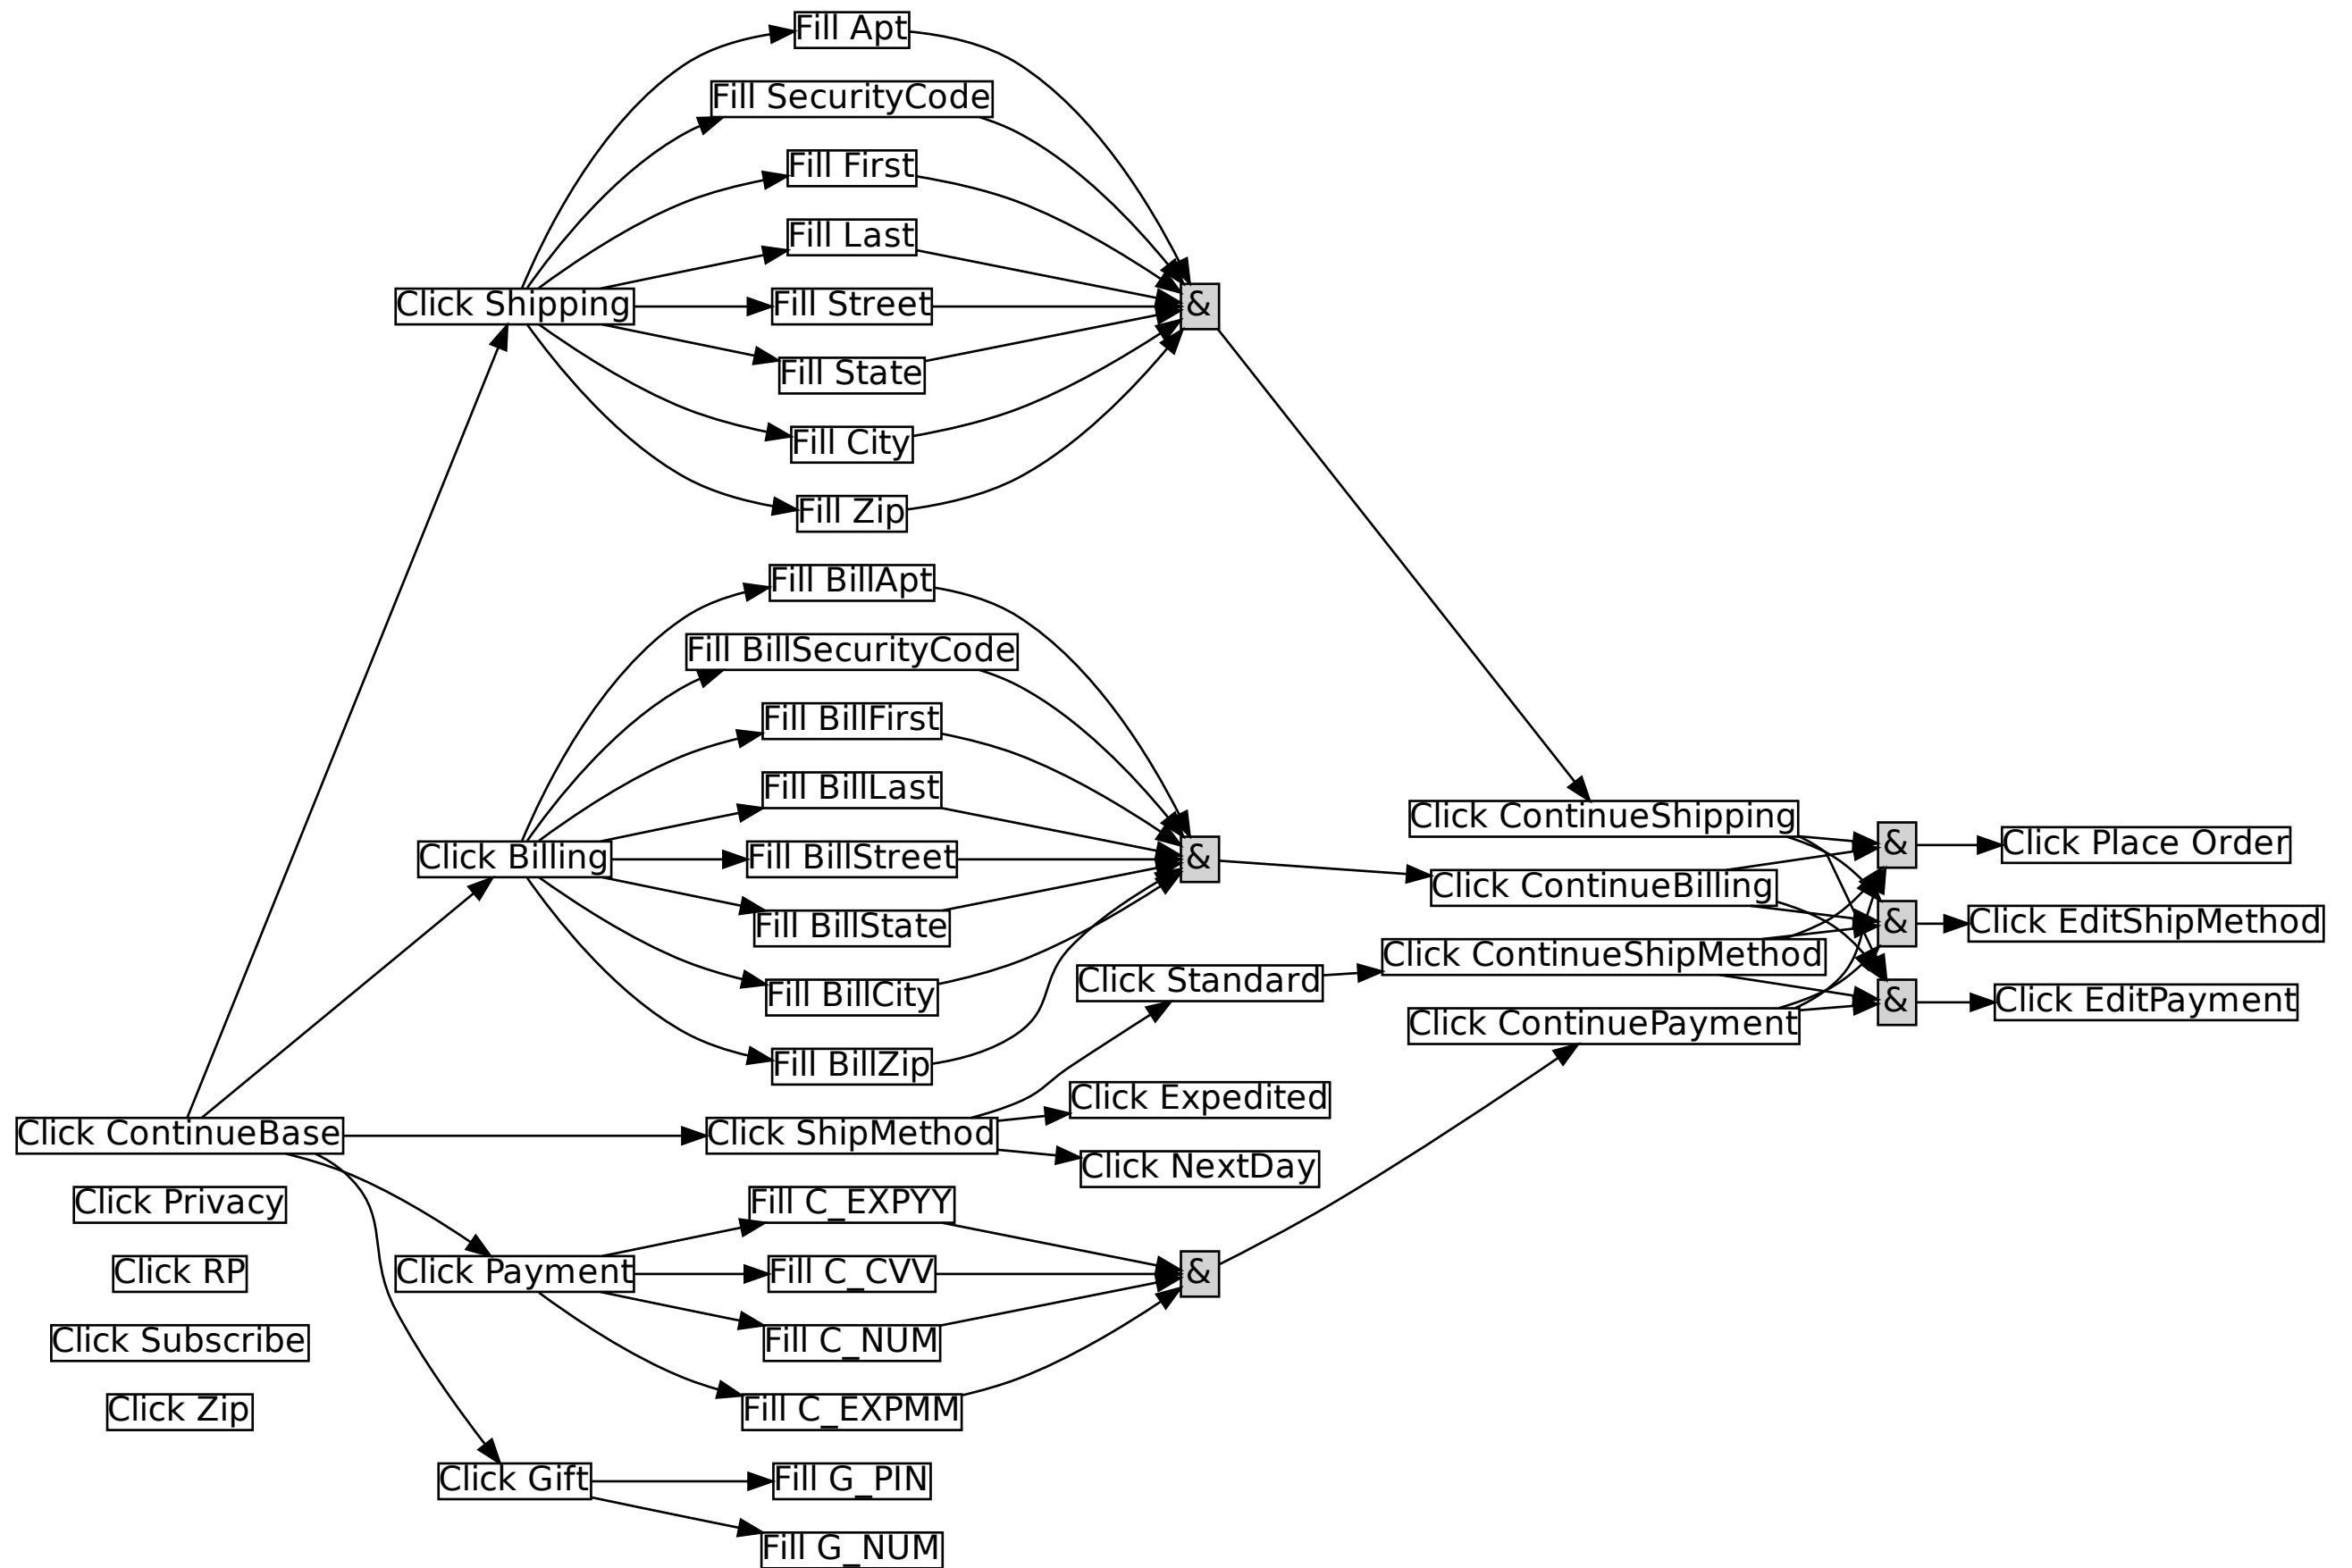 Fill Apt
Fill SecurityCode
Fill First
Fill Last
Click Shipping
Fill Street
&
Fill State
Fill City
Fill Zip
Fill BillApt
Fill BillSecurityCode
Fill BillFirst
Fill BillLast
Click Billing
Fill BillStreet
&
Fill BillState
Fill BillCity
Fill BillZip
Click ContinueShipping
Click ContinueBilling
Click ContinueShipMethod
Click ContinuePayment
&
Click Place Order
&
Click EditShipMethod
&
Click EditPayment
Click Standard
Click Expedited
Click NextDay
Click ContinueBase
Click ShipMethod
Click Privacy
Click RP
Click Subscribe
Click Zip
Click Payment
Fill C_EXPYY
Fill C_CVV
&
Fill C_NUM
Fill C_EXPMM
Click Gift
Fill G_PIN
Fill G_NUM